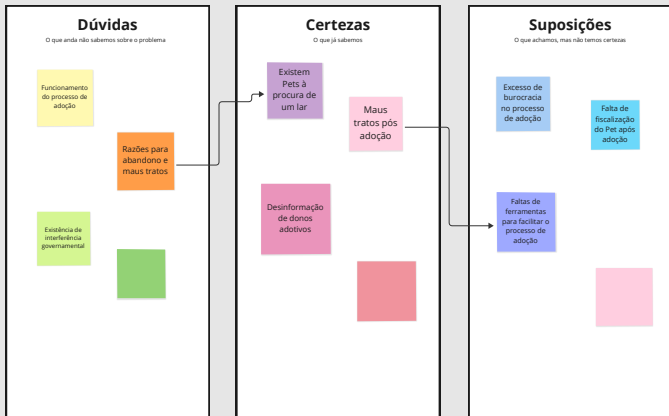 Dúvidas
O que anda não sabemos sobre o problema
Funcionamento
do processo de
adoção
Razões para
abandono e
maus tratos
Existência de
interferência
governamental
Certezas
O que já sabemos
Existem
Pets à
procura de
um lar
Maus
tratos pós
adoção
Desinformação
de donos
adotivos
Suposições
O que achamos, mas não temos certezas
Excesso de
burocracia
no processo
de adoção
Falta de
fiscalização
do Pet após
adoção
Faltas de
ferramentas
para facilitar o
processo de
adoção